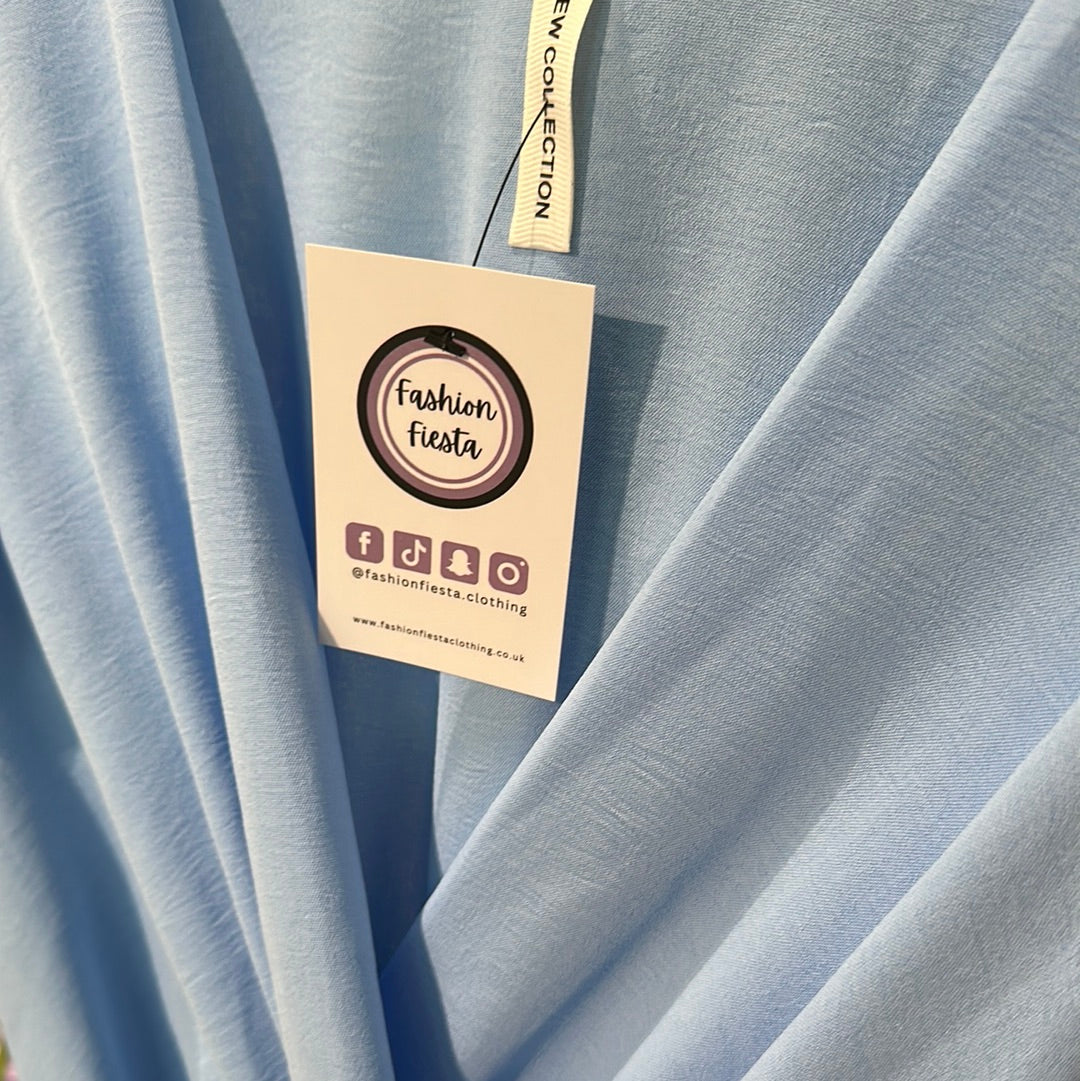 EW COLLECTION
Fashion
Fiesta
@fashionfiesta.clothing
www.fashionfiestaclothing.co.uk